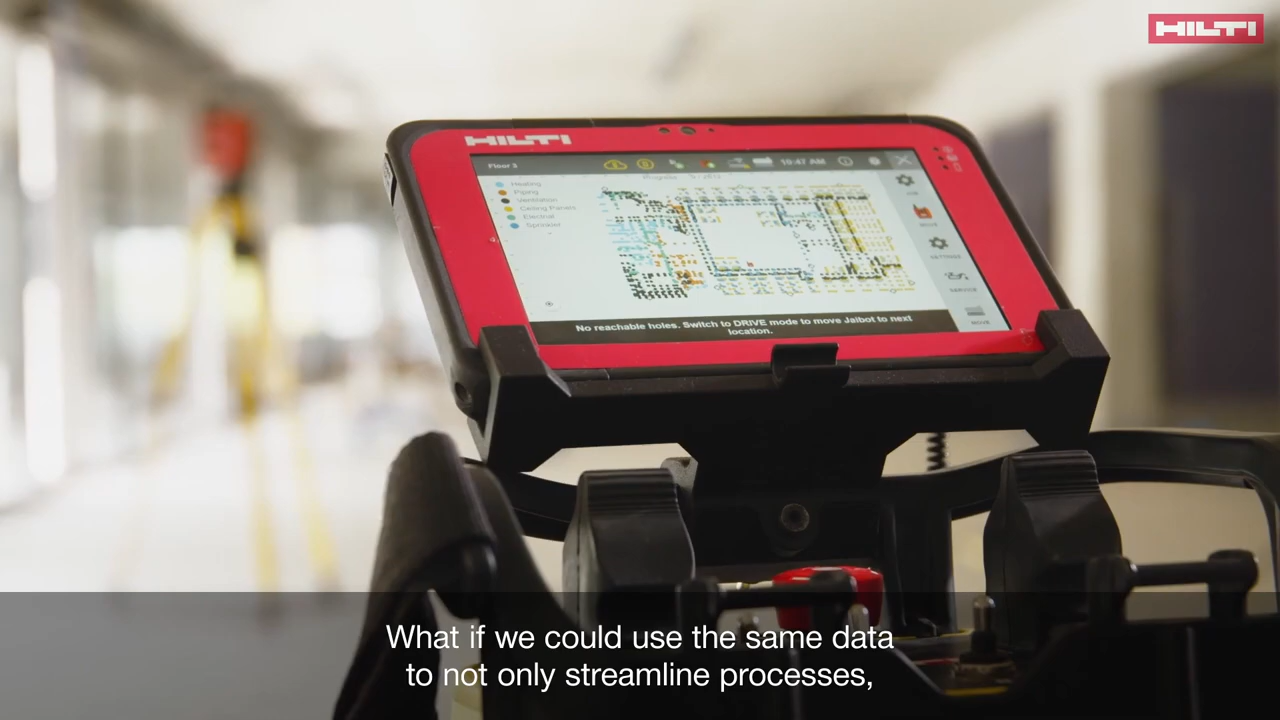 HILTI
HILTI
Floor 3
10:47 AM
Heating
Piping
Ventilation
Ceiling Panels
Electrical
Sprinkler
SETTINGS
SERVICE
No reachable holes. Switch to DRIVE mode to move Jaibot to next
location.
What if we could use the same data
to not only streamline processes,